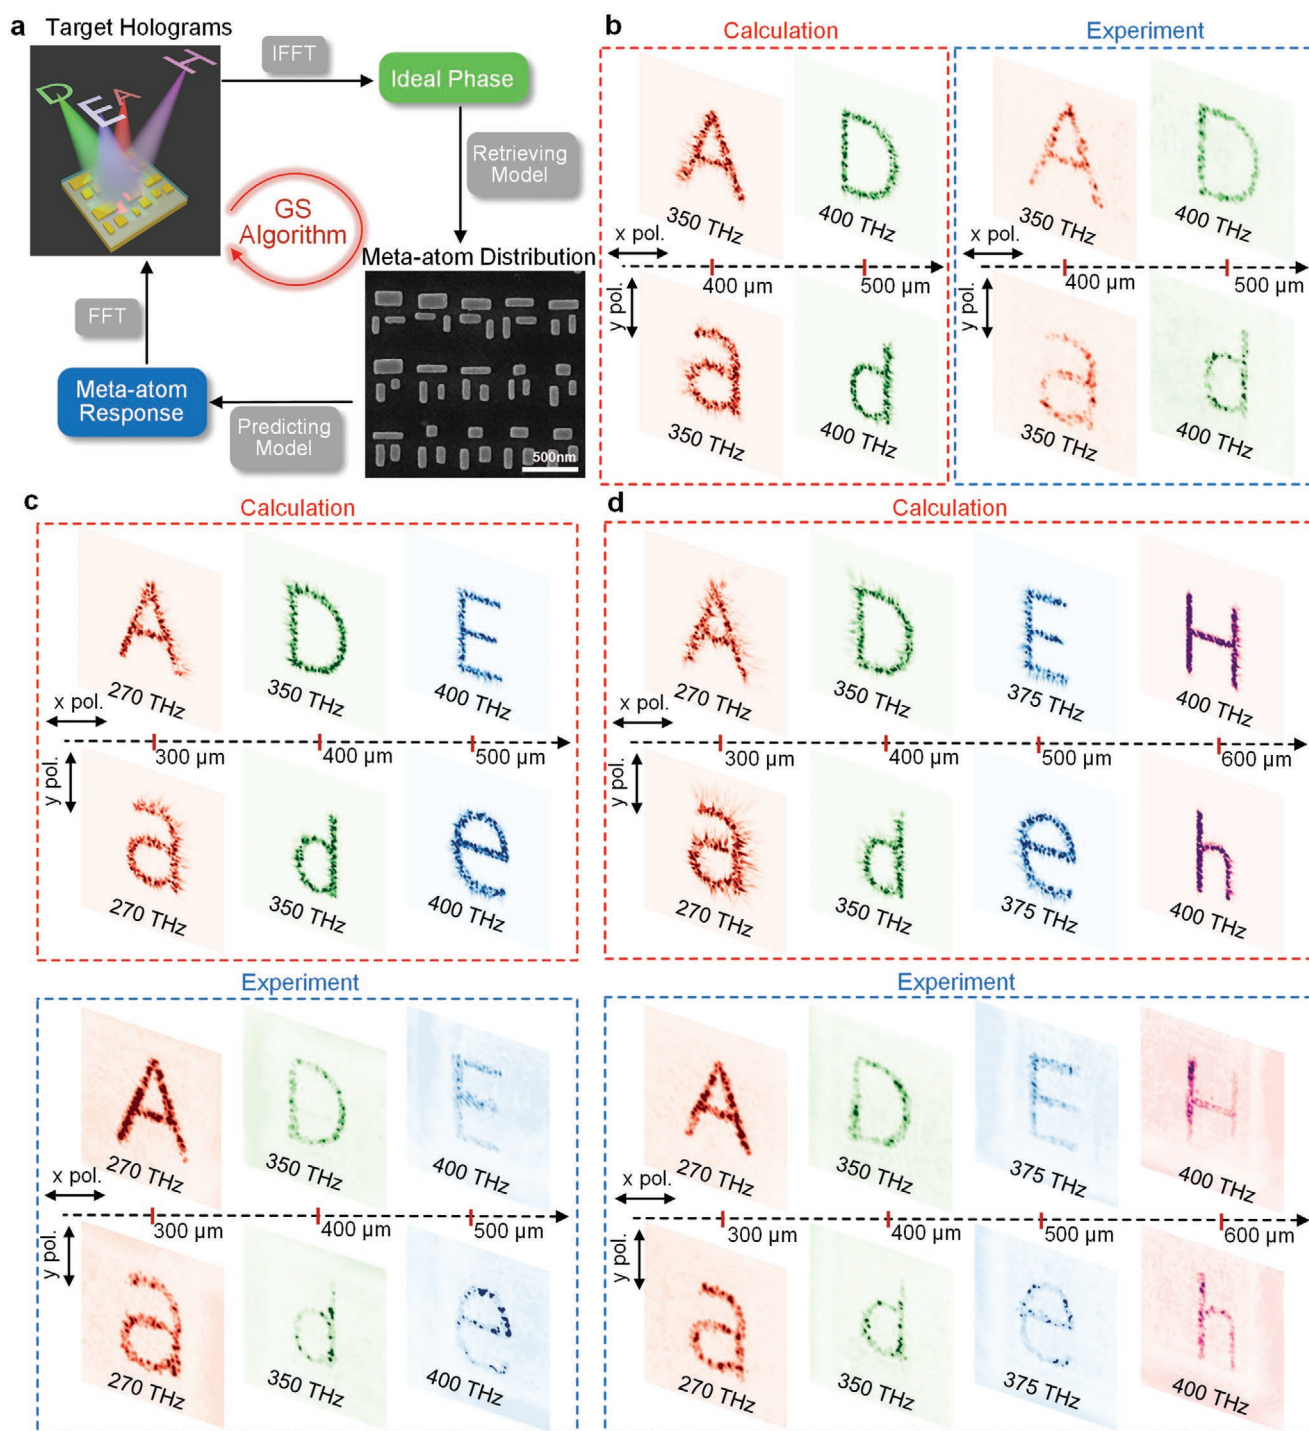 a
Target Holograms
D
E
A
H
IFFT
Ideal Phase
Retrieving
Model
GS
Algorithm
Meta-atom Distribution
500nm
Predicting
Model
Meta-atom
Response
FFT
b
Calculation
A
D
350 THz
400 THz
x pol.
400 µm
500 µm
y pol.
a
d
350 THz
400 THz
Experiment
A
D
350 THz
400 THz
x pol.
400 µm
500 µm
y pol.
a
d
350 THz
400 THz
c
Calculation
A
D
E
270 THz
350 THz
400 THz
x pol.
300 µm
400 µm
500 µm
y pol.
a
d
e
270 THz
350 THz
400 THz
Experiment
A
D
E
270 THz
350 THz
400 THz
x pol.
300 µm
400 µm
500 µm
y pol.
a
d
e
270 THz
350 THz
400 THz
d
Calculation
A
D
E
H
270 THz
350 THz
375 THz
400 THz
x pol.
300 µm
400 µm
500 µm
600 µm
y pol.
a
d
e
h
270 THz
350 THz
375 THz
400 THz
Experiment
A
D
E
H
270 THz
350 THz
375 THz
400 THz
x pol.
300 µm
400 µm
500 µm
600 µm
y pol.
a
d
e
h
270 THz
350 THz
375 THz
400 THz